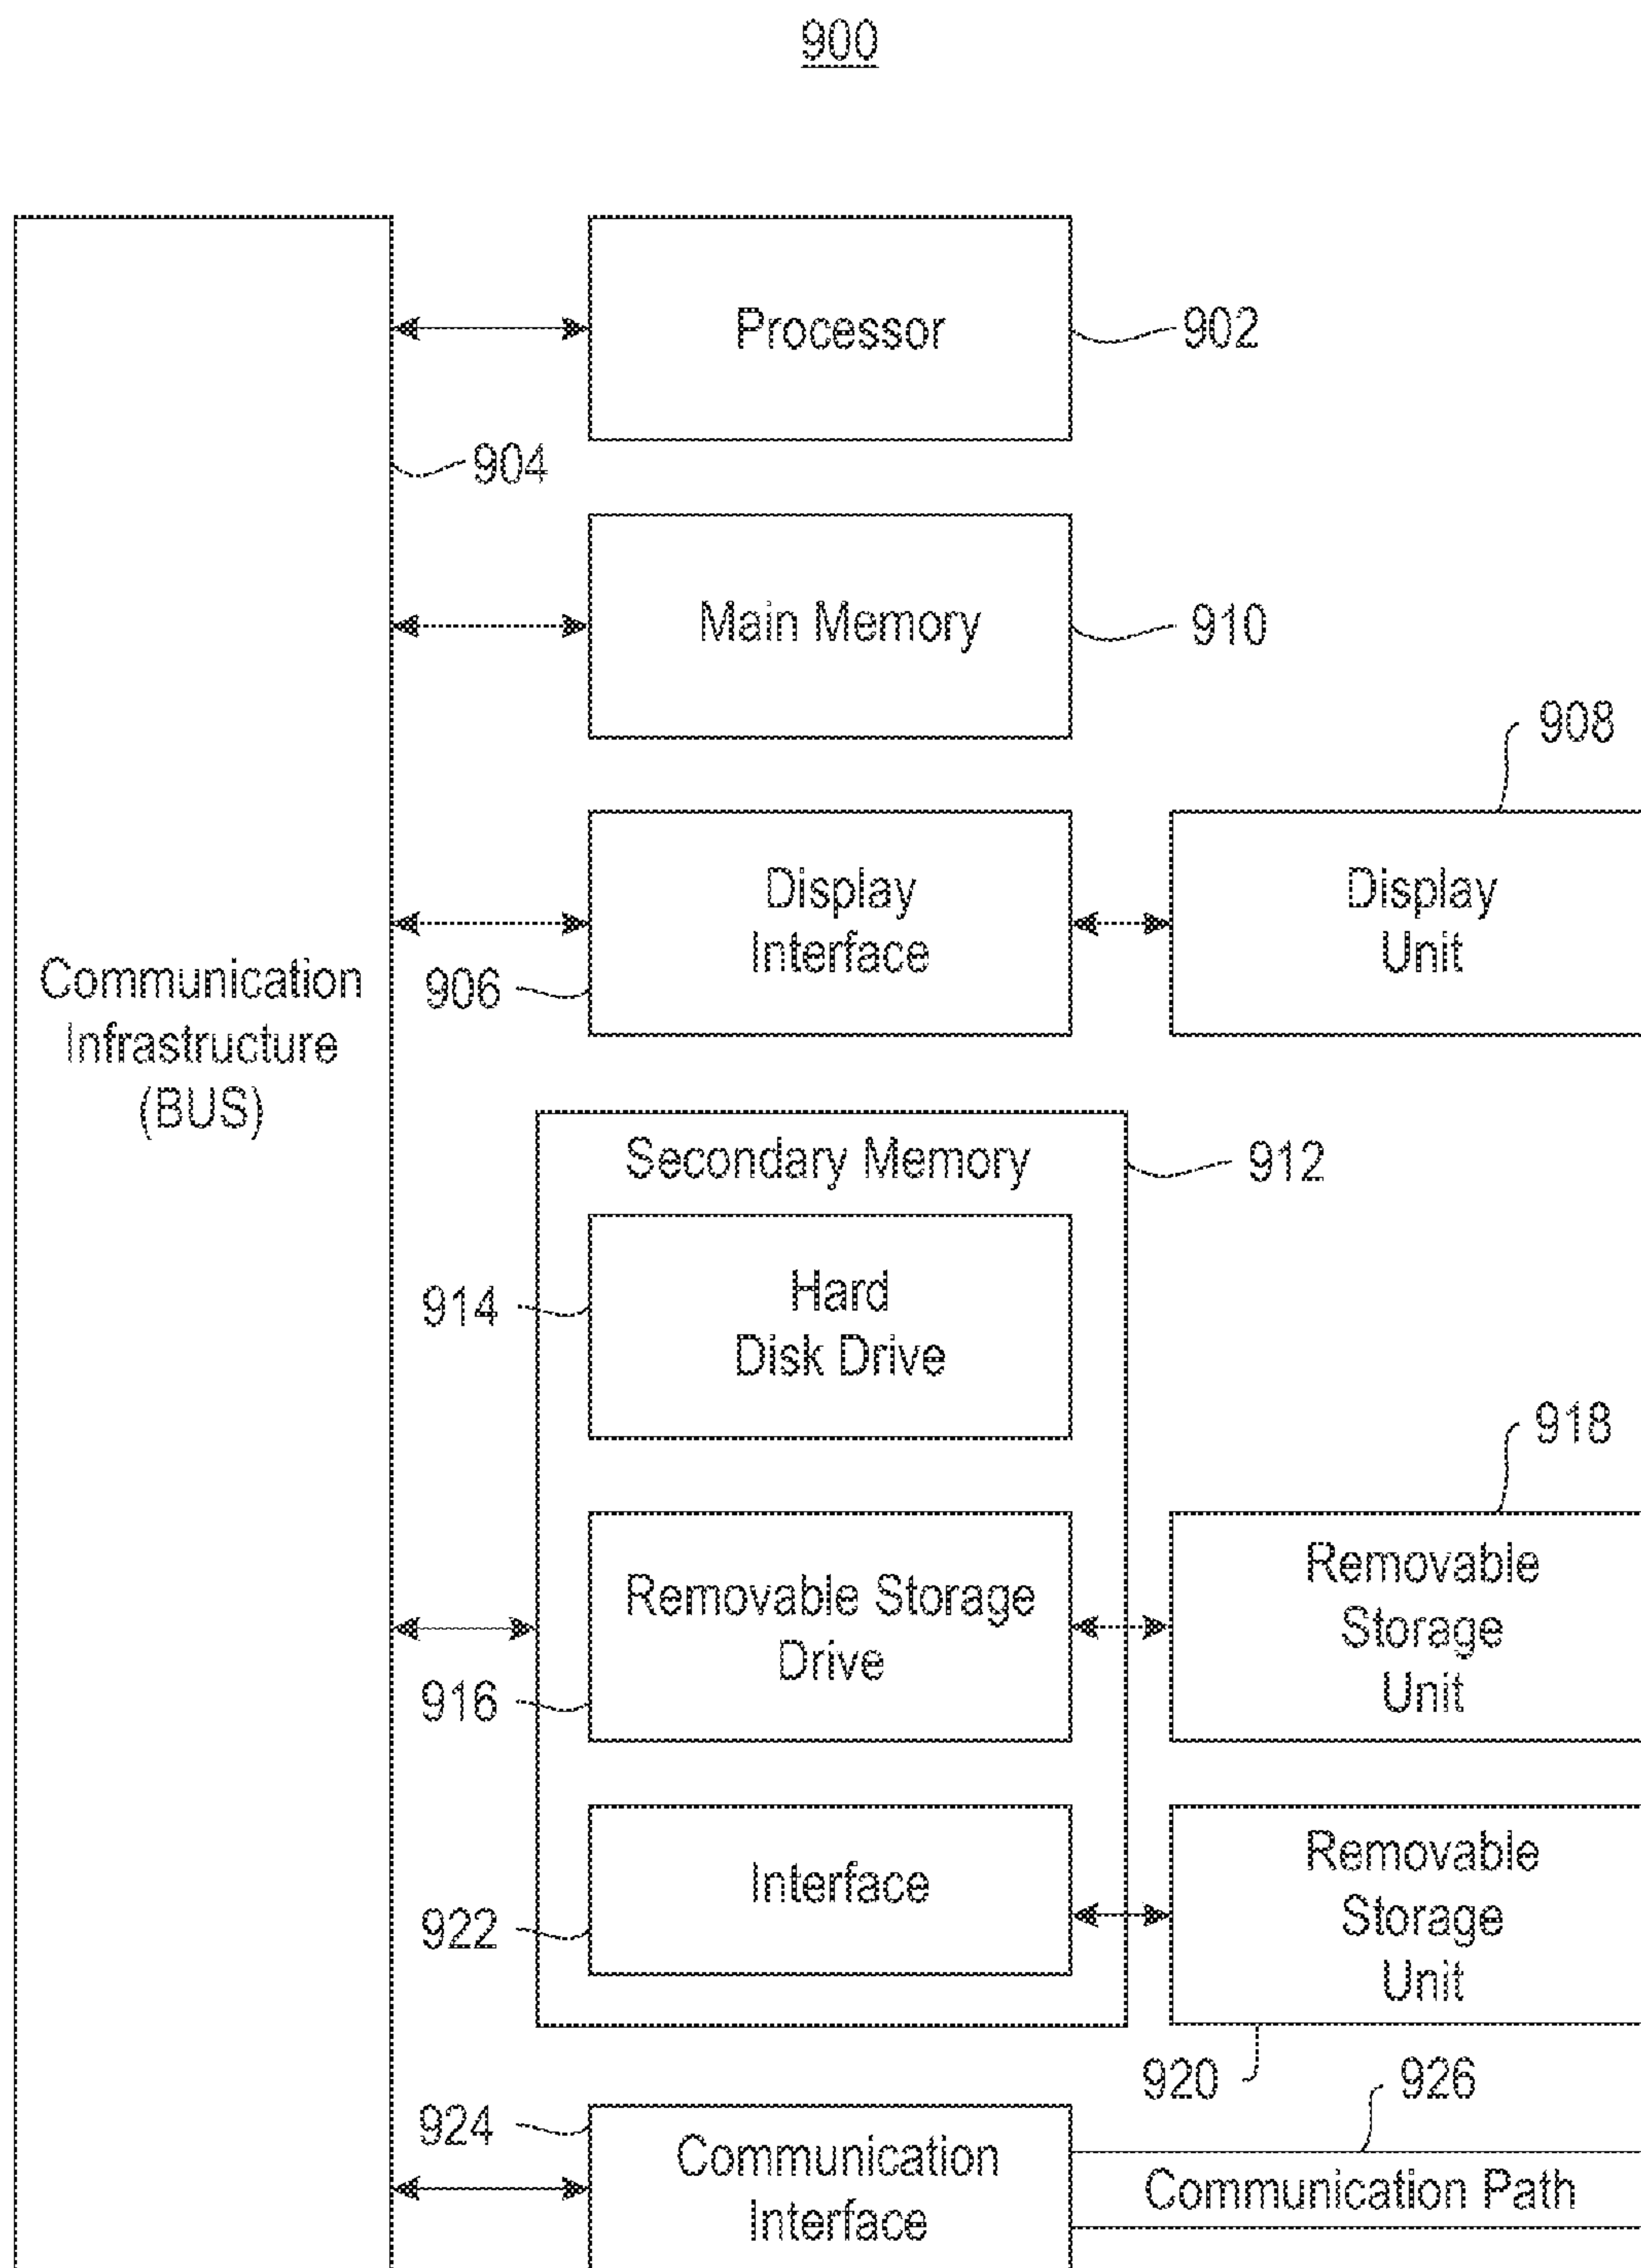 900
Processor
902
904
Main Memory
910
908
Display
Interface
906
Display
Unit
Communication
Infrastructure
(BUS)
Secondary Memory
912
914
Hard
Disk Drive
918
Removable Storage
Drive
916
Removable
Storage
Unit
Interface
922
Removable
Storage
Unit
920
926
924
Communication
Interface
Communication Path